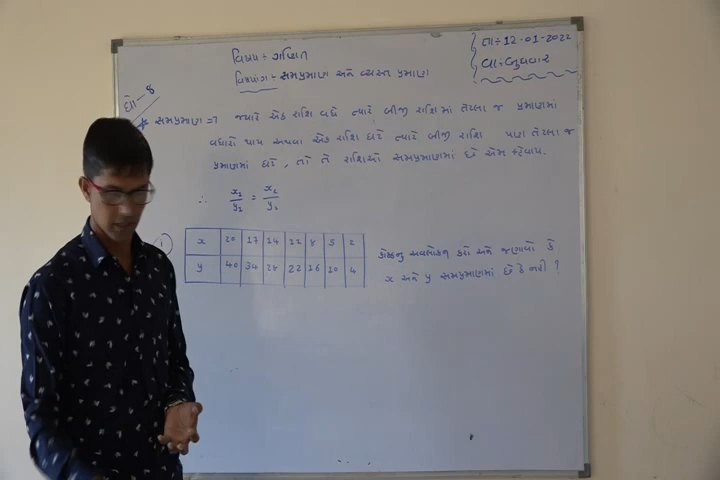 વિષય ÷ ગણિત
તા÷ 12-01-2022
વિષયાંગ ÷ સમપ્રમાણ અને વ્યસ્ત પ્રમાણ
વા÷ બુધવાર
ધો-8
* સમપ્રમાણ => જ્યારે એક રાશિ વધે ત્યારે બીજી રાશિમાં તેટલા જ પ્રમાણમાં
વધારો થાય અથવા એક રાશિ ઘટે ત્યારે બીજી રાશિ પણ તેટલા જ
પ્રમાણમાં ઘટે, તો તે રાશિઓ સમપ્રમાણમાં છે એમ કહેવાય.
∴ x₁/y₁ = x₂/y₂
1 x 20 17 14 11 8 5 2 કોષ્ટકનુ અવલોકન કરો અને જણાવો કે
y 40 34 28 22 16 10 4 x અને y સમપ્રમાણમાં છે કે નહી ?